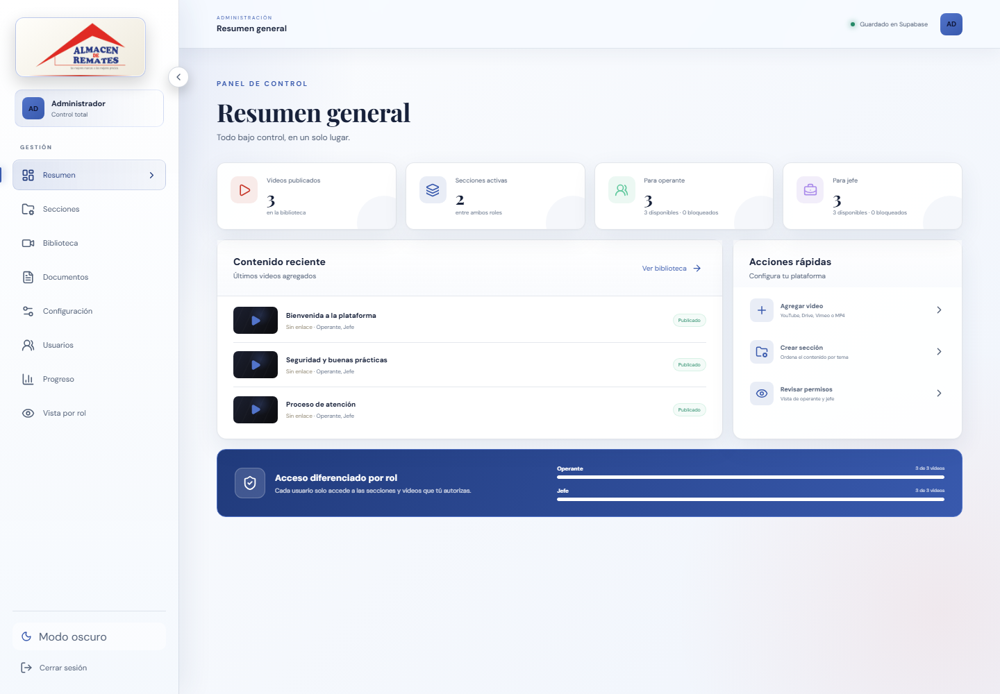 ALMACEN
DE
REMATES
Administrador
AD
Control total
GESTIÓN
Resumen
Secciones
Biblioteca
Documentos
Configuración
Usuarios
Progreso
Vista por rol
Modo oscuro
Cerrar sesión
ADMINISTRACIÓN
Resumen general
Guardado en Supabase
AD
PANEL DE CONTROL
Resumen general
Todo bajo control, en un solo lugar.
Videos publicados
3
en la biblioteca
Secciones activas
2
entre ambos roles
Para operante
3
3 disponibles · 0 bloqueados
Para jefe
3
3 disponibles · 0 bloqueados
Contenido reciente
Últimos videos agregados
Ver biblioteca
Bienvenida a la plataforma
Sin enlace · Operante, Jefe
Publicado
Seguridad y buenas prácticas
Sin enlace · Operante, Jefe
Publicado
Proceso de atención
Sin enlace · Operante, Jefe
Publicado
Acciones rápidas
Configura tu plataforma
Agregar video
YouTube, Drive, Vimeo o MP4
Crear sección
Ordena el contenido por tema
Revisar permisos
Vista de operante y jefe
Acceso diferenciado por rol
Cada usuario solo accede a las secciones y videos que tú autorizas.
Operante
3 de 3 videos
Jefe
3 de 3 videos